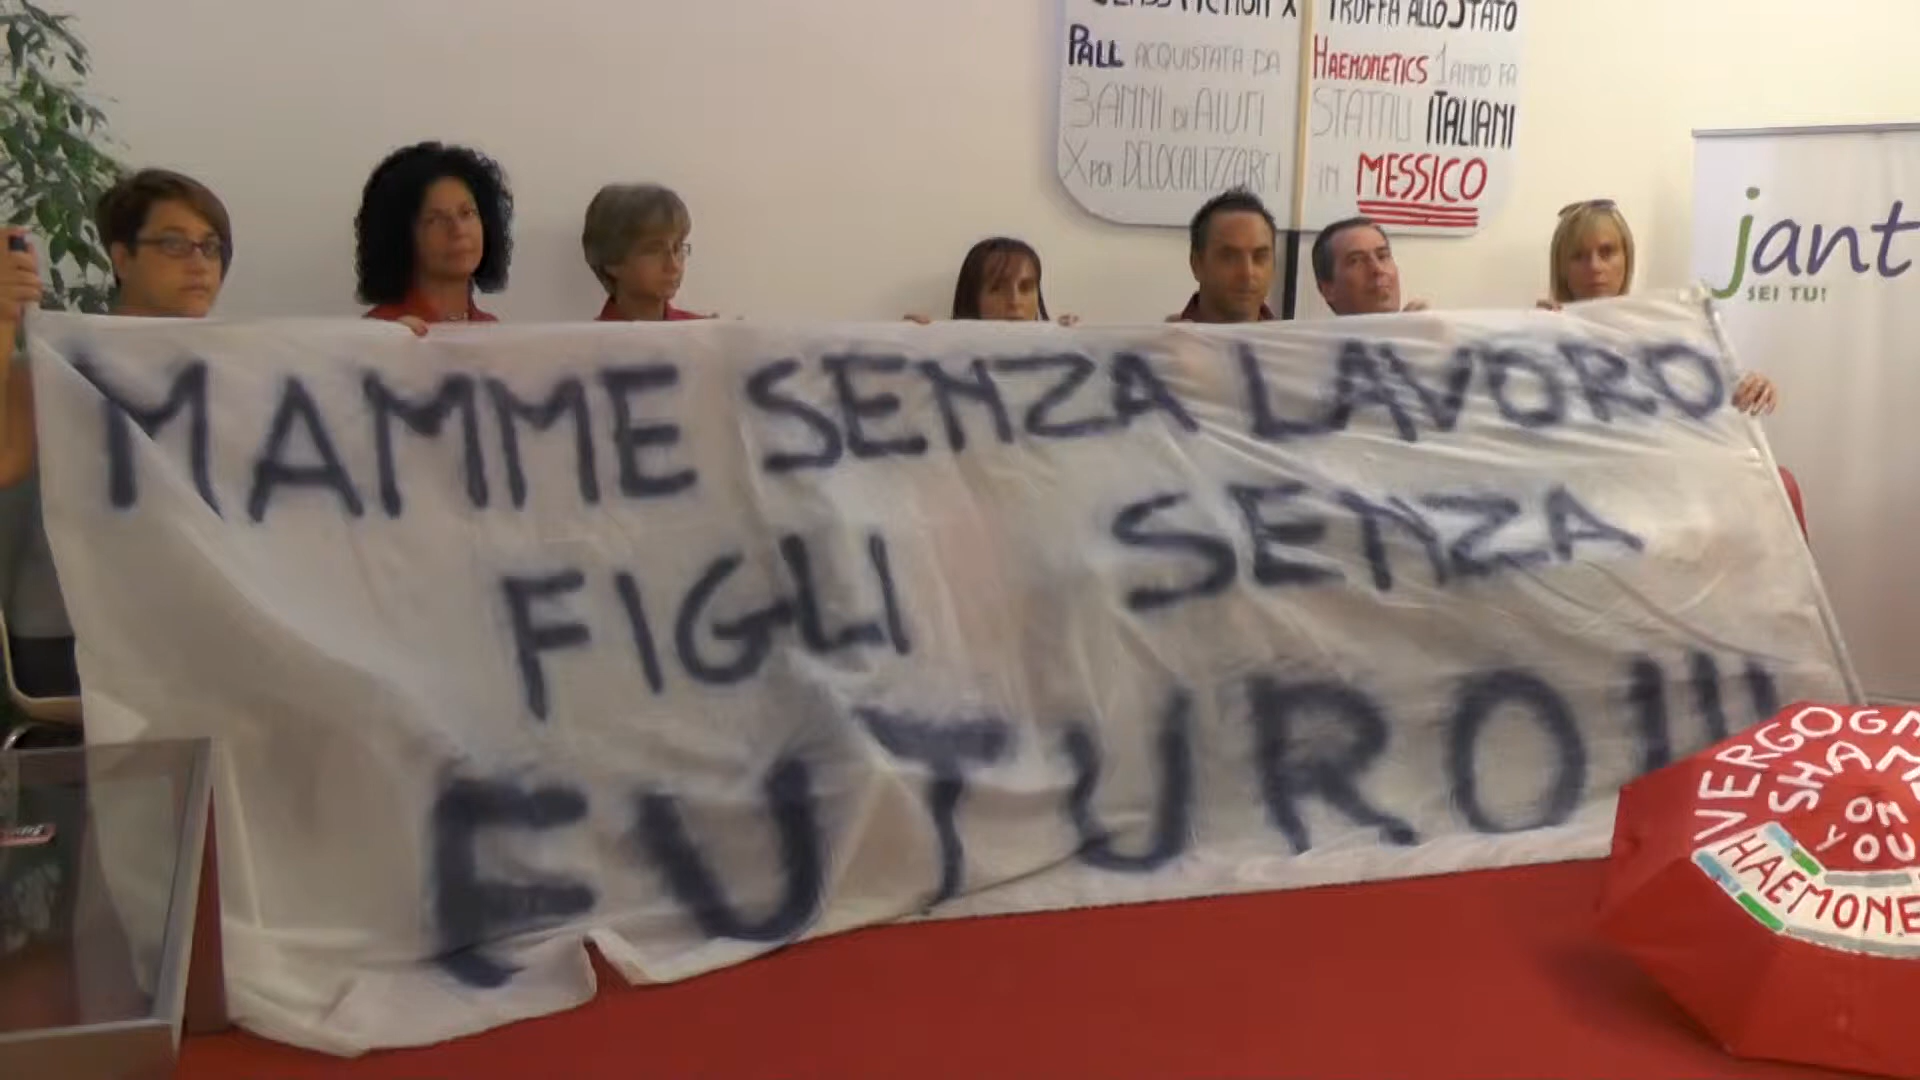 TRUFFA ALLO STATO
PALL ACQUISTATA DA
HAEMONETICS 1 ANNO FA
3 ANNI DI AIUTI
STATALI ITALIANI
X POI DELOCALIZZARCI
IN MESSICO
jant
SEI TU!
MAMME SENZA LAVORO
FIGLI SENZA
FUTURO!!!
VERGOGN
SHAM
ON
YOU
HAEMONE